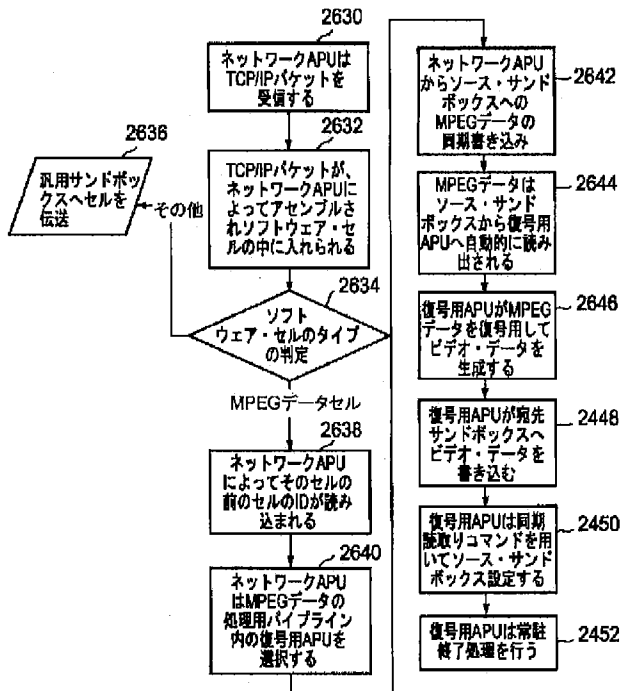 2630
ネットワークAPUは
TCP/IPパケットを
受信する
2632
TCP/IPパケットが、
ネットワークAPUに
よってアセンブルさ
れソフトウェア・セ
ルの中に入れられる
2636
汎用サンドボッ
クスへセルを
伝送
その他
2634
ソフト
ウェア・セルのタイプ
の判定
MPEGデータセル
2638
ネットワークAPU
によってそのセルの
前のセルのIDが読み
込まれる
2640
ネットワークAPU
はMPEGデータの
処理用パイプライン
内の復号用APUを
選択する
2642
ネットワークAPU
からソース・サンド
ボックスへの
MPEGデータの
同期書き込み
2644
MPEGデータは
ソース・サンド
ボックスから復号用
APUへ自動的に読み
出される
2646
復号用APUがMPEG
データを復号用して
ビデオ・データを
生成する
2448
復号用APUが宛先
サンドボックスへ
ビデオ・データを
書き込む
2450
復号用APUは同期
読取りコマンドを用
いてソース・サンド
ボックス設定する
2452
復号用APUは常駐
終了処理を行う